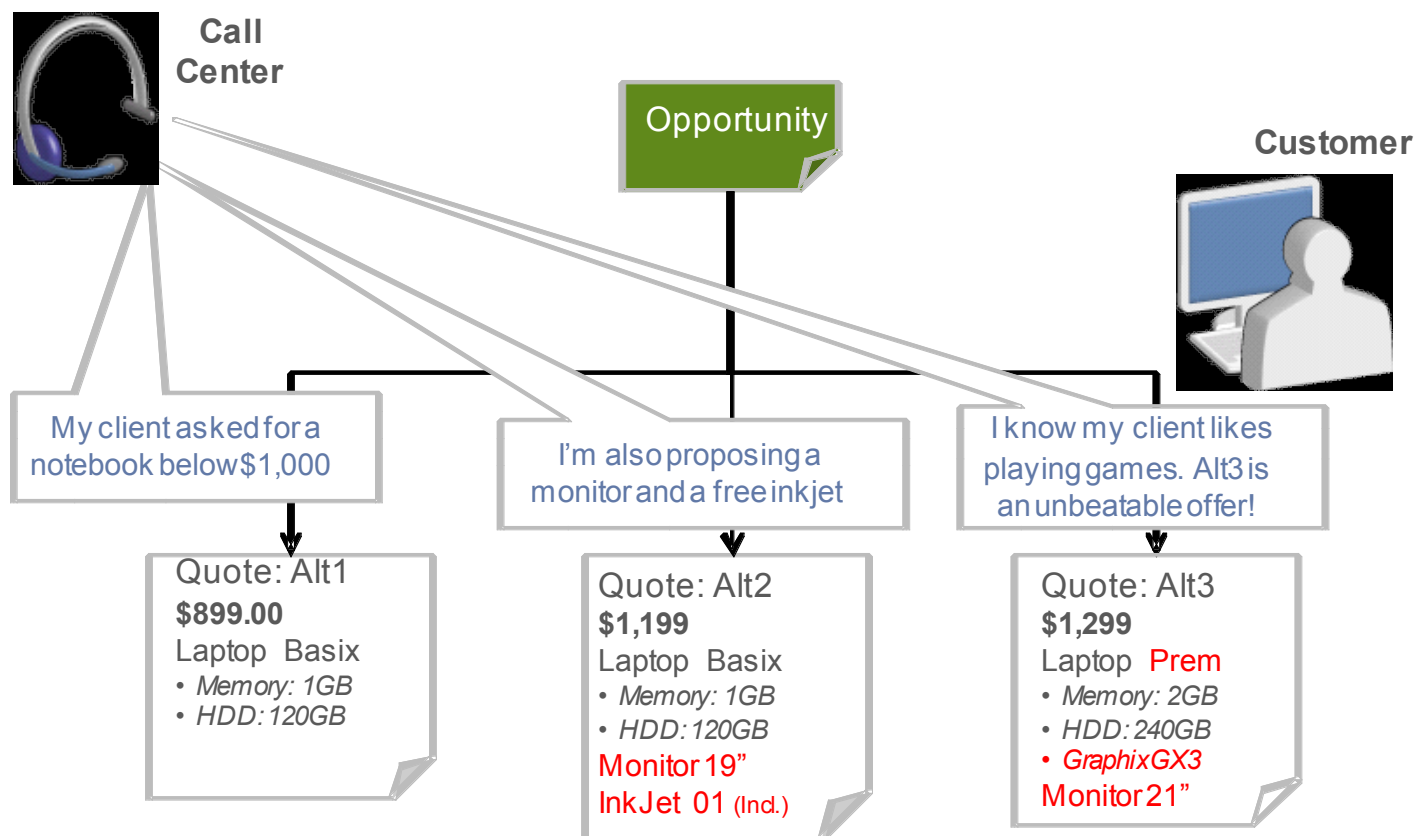 Call
Center
Opportunity
Customer
My client asked for a
notebook below $1,000
I'm also proposing a
monitor and a free inkjet
I know my client likes
playing games. Alt3 is
an unbeatable offer!
Quote: Alt1
$899.00
Laptop Basix
• Memory: 1GB
• HDD: 120GB
Quote: Alt2
$1,199
Laptop Basix
• Memory: 1GB
• HDD: 120GB
Monitor 19”
InkJet 01 (Incl.)
Quote: Alt3
$1,299
Laptop Prem
• Memory: 2GB
• HDD: 240GB
• GraphixGX3
Monitor 21”